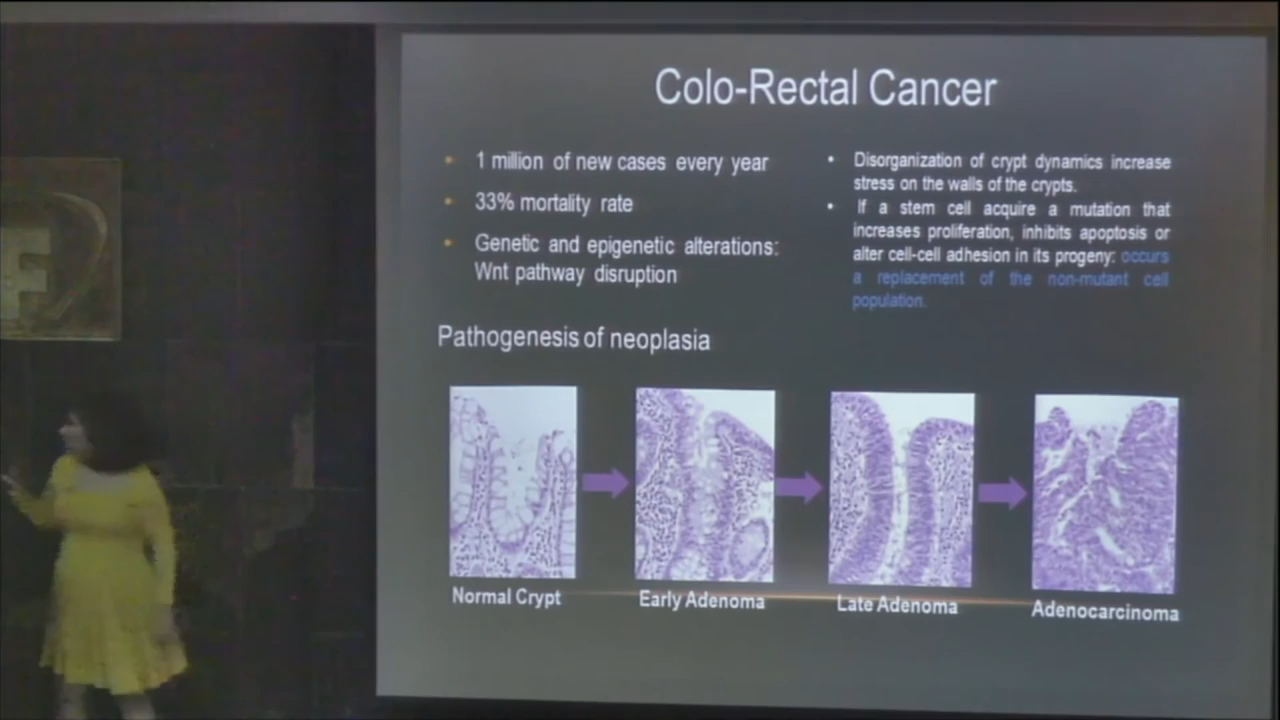 Colo-Rectal Cancer
1 million of new cases every year
33% mortality rate
Genetic and epigenetic alterations:
Wnt pathway disruption
Disorganization of crypt dynamics increase
stress on the walls of the crypts.
If a stem cell acquire a mutation that
increases proliferation, inhibits apoptosis or
alter cell-cell adhesion in its progeny: occurs
a replacement of the non-mutant cell
population.
Pathogenesis of neoplasia
Normal Crypt
Early Adenoma
Late Adenoma
Adenocarcinoma